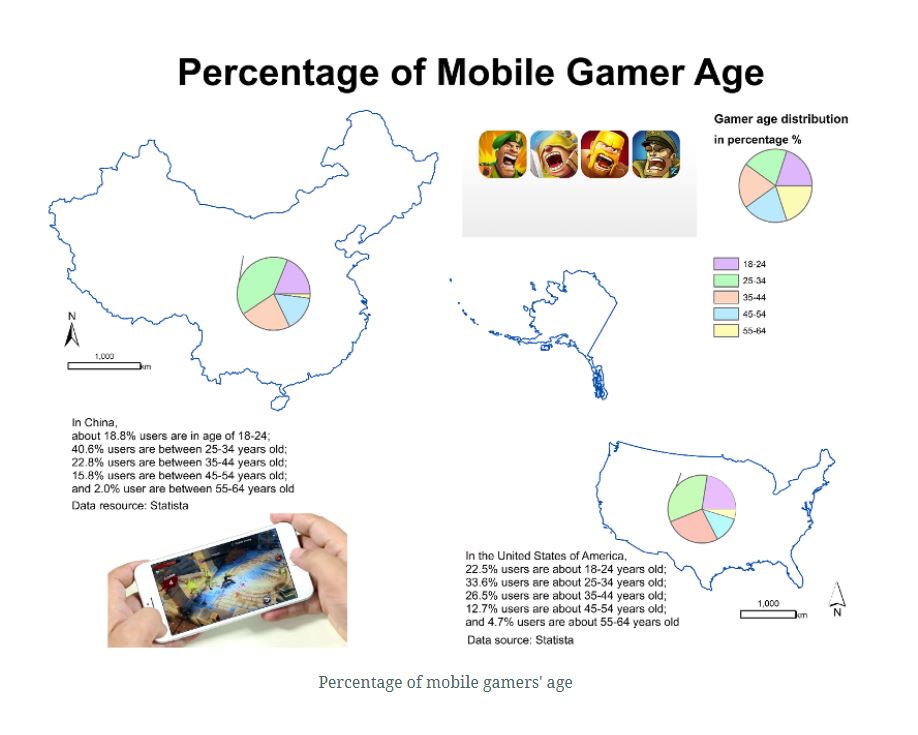 Percentage of Mobile Gamer Age
Gamer age distribution
in percentage %
18-24
25-34
35-44
45-54
55-64
N
1,000
km
In China,
about 18.8% users are in age of 18-24;
40.6% users are between 25-34 years old;
22.8% users are between 35-44 years old;
15.8% users are between 45-54 years old;
and 2.0% user are between 55-64 years old
Data resource: Statista
In the United States of America,
22.5% users are about 18-24 years old;
33.6% users are about 25-34 years old;
26.5% users are about 35-44 years old;
12.7% users are about 45-54 years old;
and 4.7% users are about 55-64 years old
Data source: Statista
1,000
km
N
Percentage of mobile gamers' age